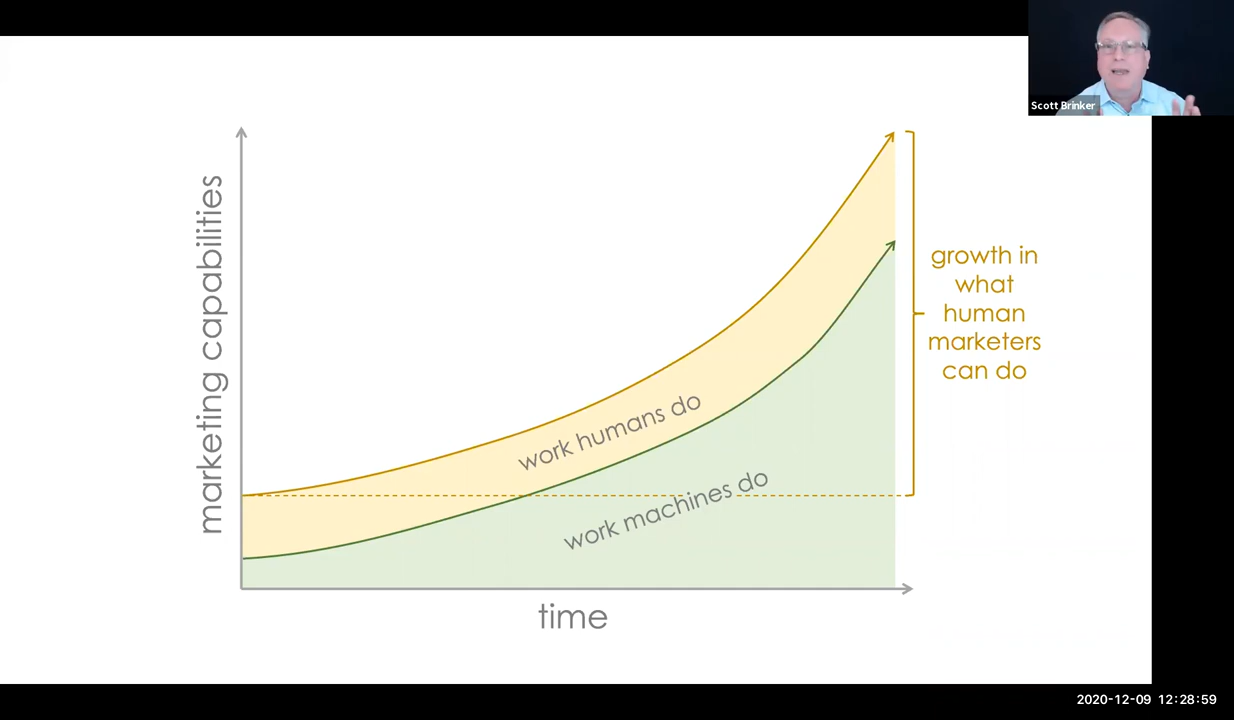 Scott Brinker
marketing capabilities
growth in
what
human
marketers
can do
work humans do
work machines do
time
2020-12-09 12:28:59